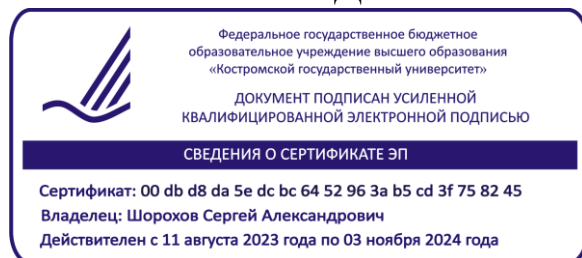 Федеральное государственное бюджетное
образовательное учреждение высшего образования
«Костромской государственный университет»
ДОКУМЕНТ ПОДПИСАН УСИЛЕННОЙ
КВАЛИФИЦИРОВАННОЙ ЭЛЕКТРОННОЙ ПОДПИСЬЮ
СВЕДЕНИЯ О СЕРТИФИКАТЕ ЭП
Сертификат: 00 db d8 da 5e dc bc 64 52 96 3a b5 cd 3f 75 82 45
Владелец: Шорохов Сергей Александрович
Действителен с 11 августа 2023 года по 03 ноября 2024 года